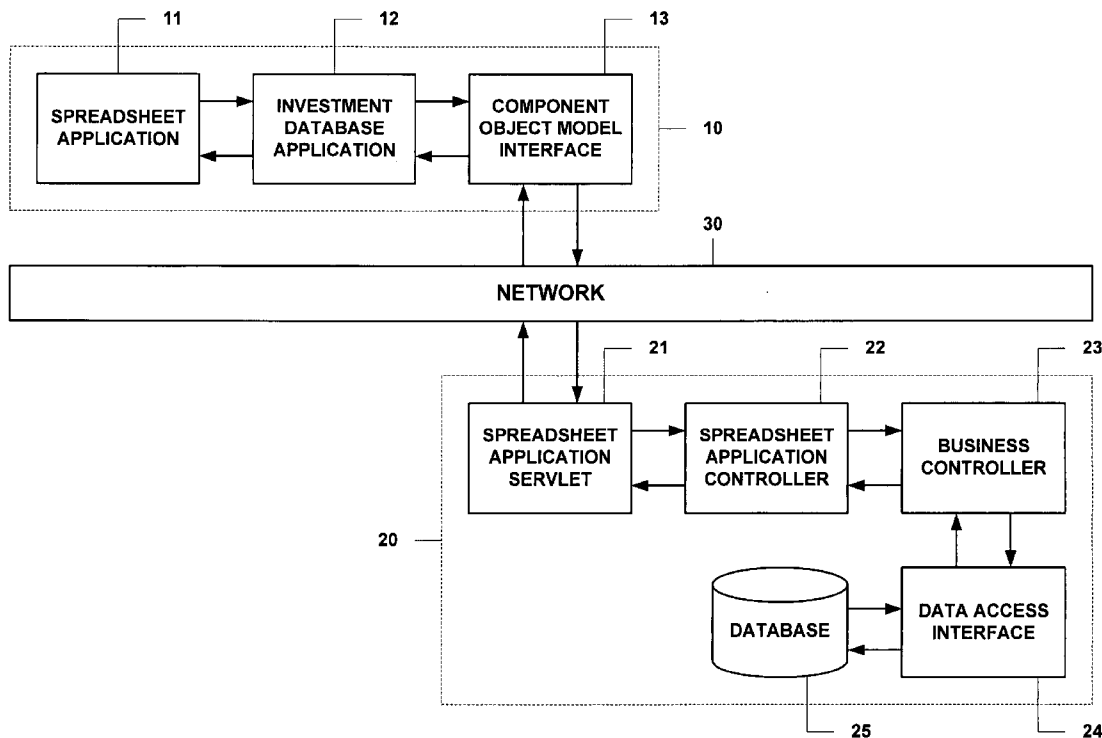 11
12
13
SPREADSHEET
APPLICATION
INVESTMENT
DATABASE
APPLICATION
COMPONENT
OBJECT MODEL
INTERFACE
10
30
NETWORK
21
22
23
SPREADSHEET
APPLICATION
SERVLET
SPREADSHEET
APPLICATION
CONTROLLER
BUSINESS
CONTROLLER
20
DATABASE
DATA ACCESS
INTERFACE
25
24